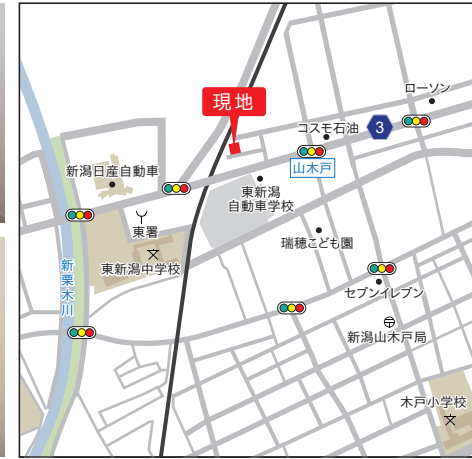 ローソン
現地
コスモ石油
3
山木戸
新潟日産自動車
東新潟
自動車学校
東署
瑞穂こども園
東新潟中学校
新栗木川
セブンイレブン
新潟山木戸局
木戸小学校